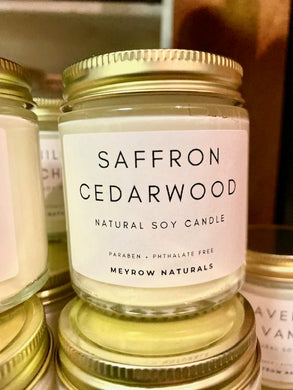 SAFFRON
CEDARWOOD
NATURAL SOY CANDLE
PARABEN + PHTHALATE FREE
MEYROW NATURALS